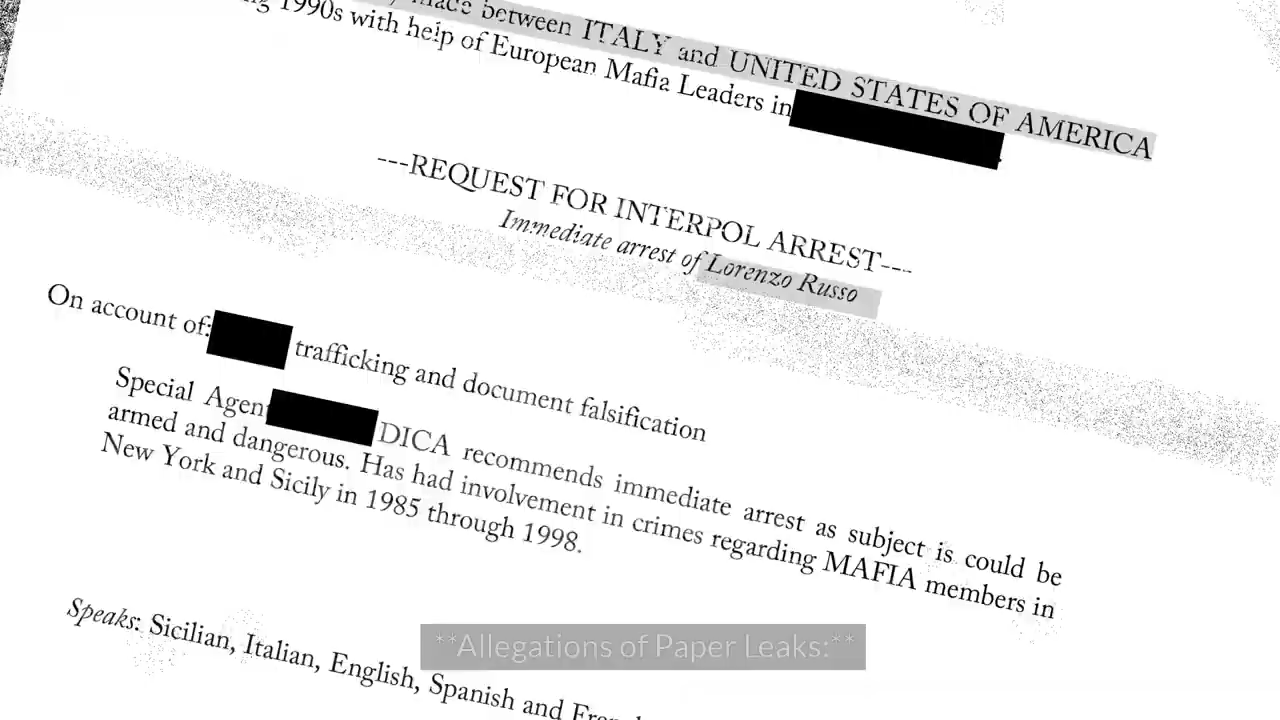 made between ITALY and UNITED STATES OF AMERICA
1990s with help of European Mafia Leaders in
---REQUEST FOR INTERPOL ARREST---
Immediate arrest of Lorenzo Russo
On account of: trafficking and document falsification
Special Agent DICA recommends immediate arrest as subject is could be
armed and dangerous. Has had involvement in crimes regarding MAFIA members in
New York and Sicily in 1985 through 1998.
Speaks: Sicilian, Italian, English, Spanish and
**Allegations of Paper Leaks:**